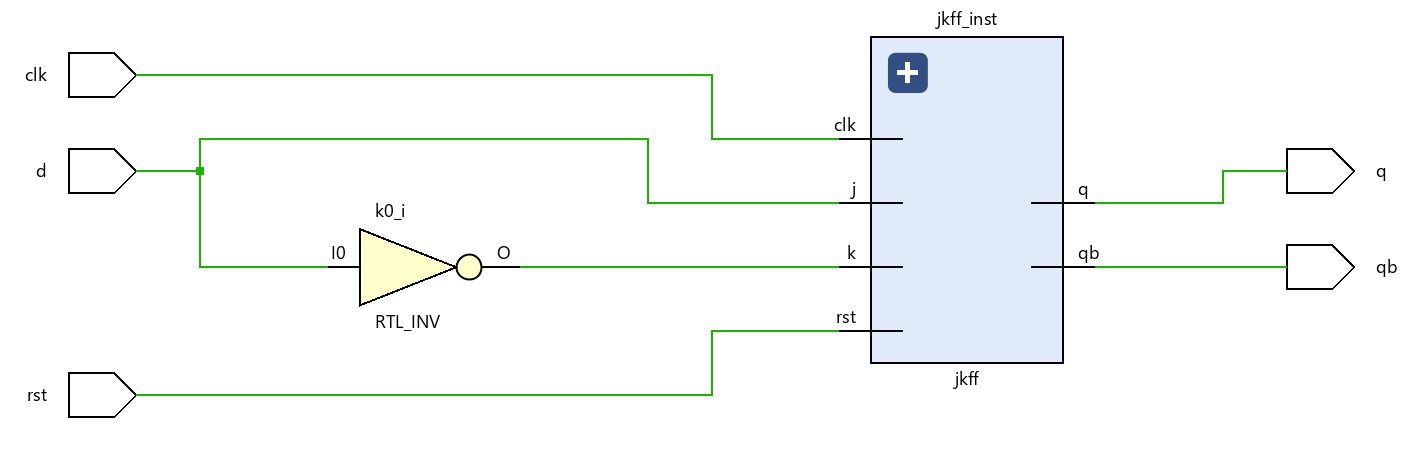 jkff_inst
clk
clk
d
j
q
q
k0_i
I0
O
k
qb
qb
RTL_INV
rst
jkff
rst